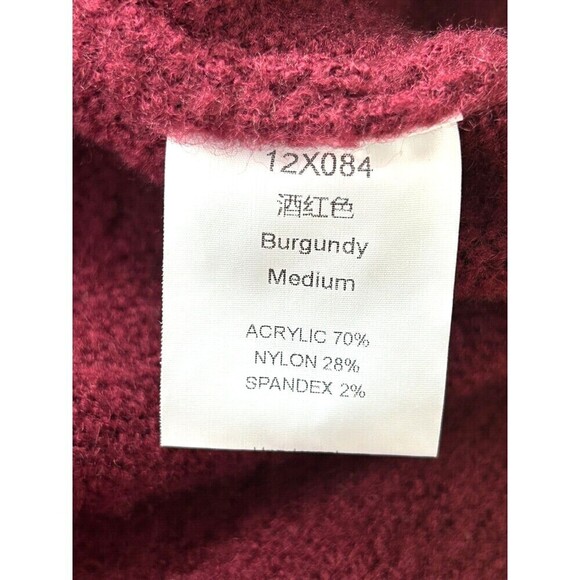 12X084
酒红色
Burgundy
Medium
ACRYLIC 70%
NYLON 28%
SPANDEX 2%